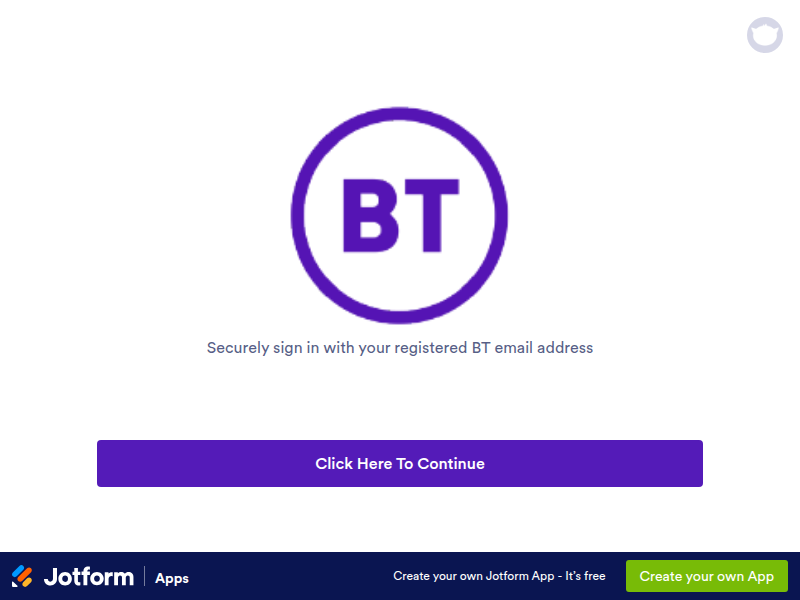 BT
Securely sign in with your registered BT email address
Click Here To Continue
Jotform Apps
Create your own Jotform App - It's free
Create your own App